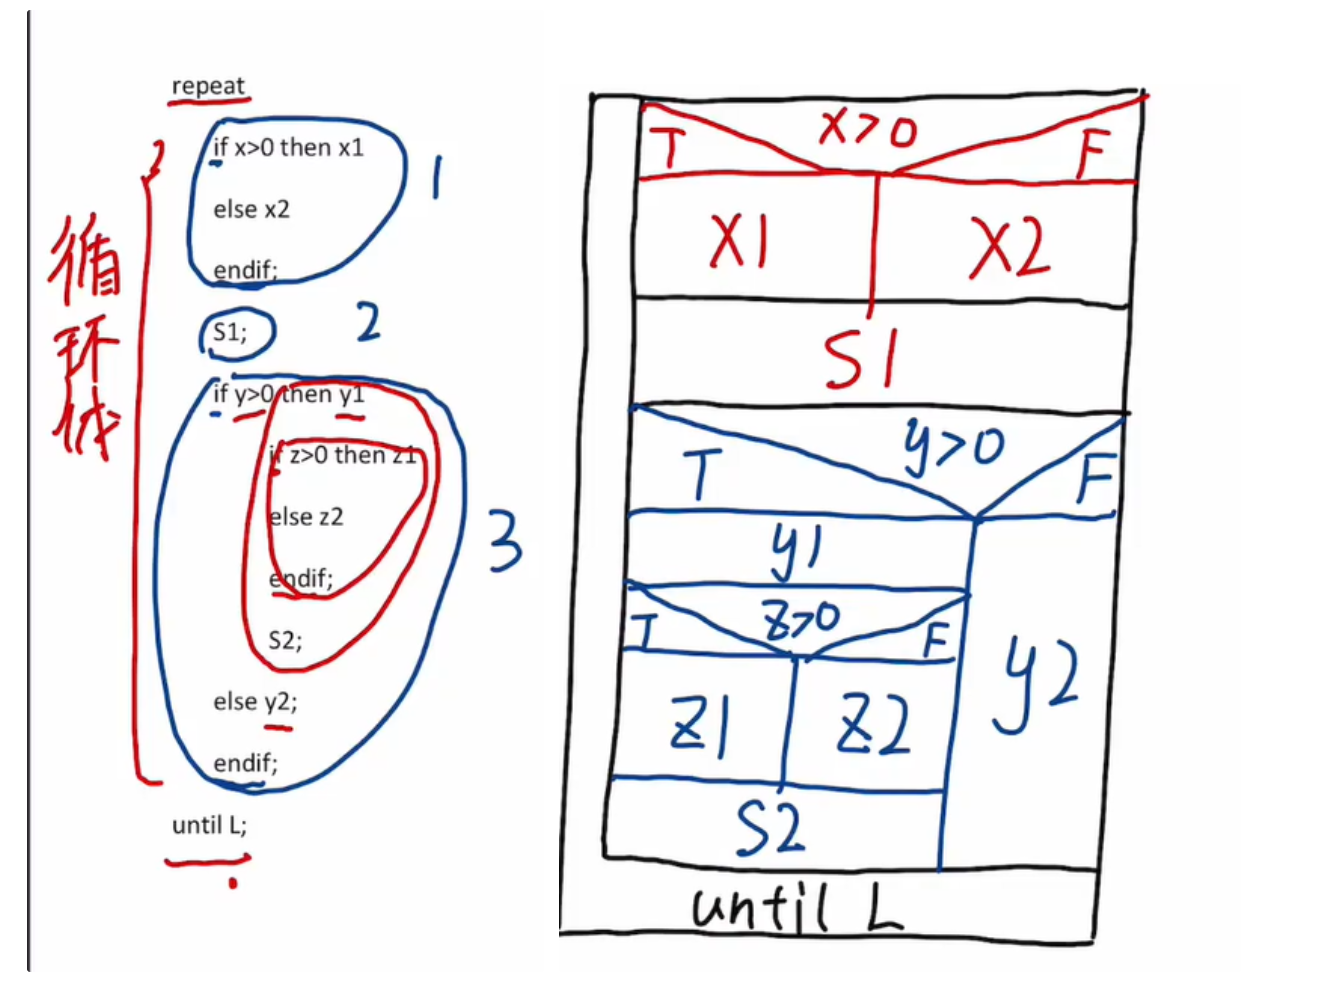 repeat
if x>0 then x1
else x2
endif;
1
循
环
体
S1;
2
if y>0 then y1
if z>0 then z1
else z2
endif;
3
S2;
else y2;
endif;
until L;
x>0
T
F
X1
X2
S1
y>0
T
F
y1
z>0
T
F
Z1
Z2
y2
S2
until L